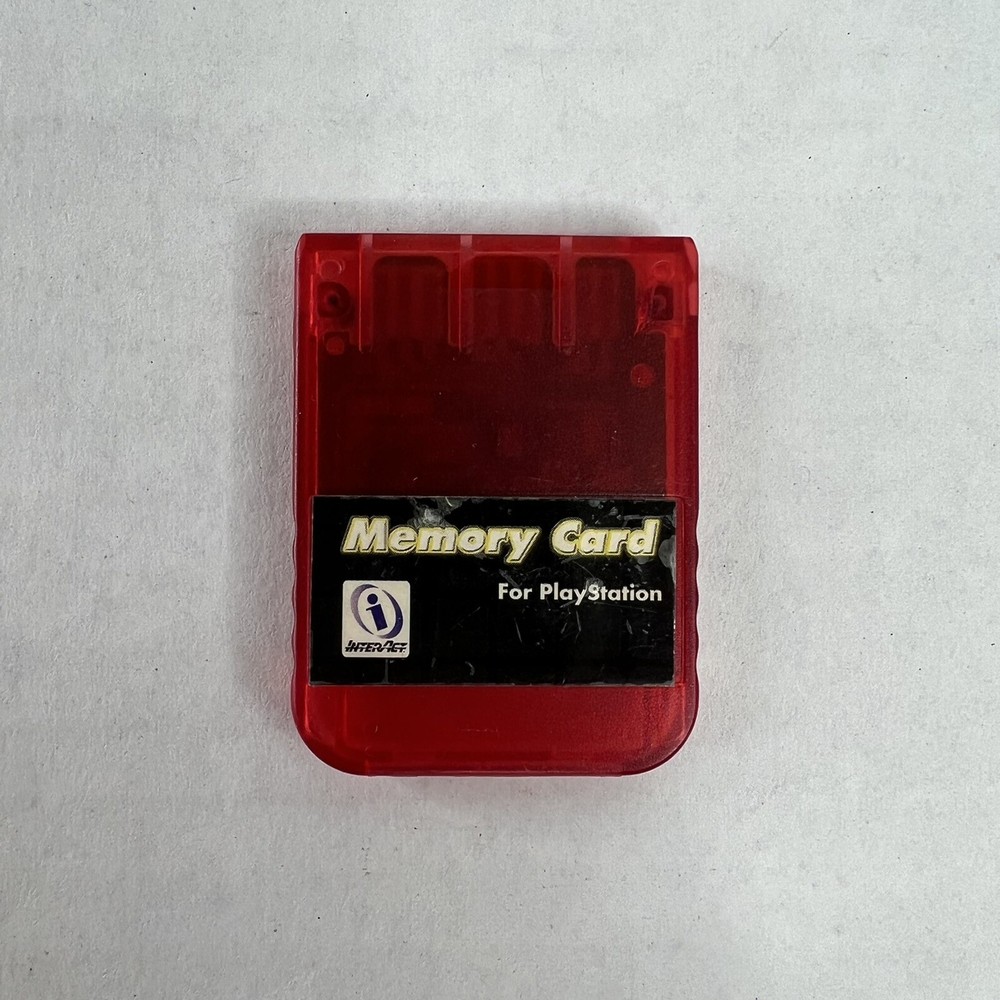 Memory Card
For PlayStation
i
INTERACT